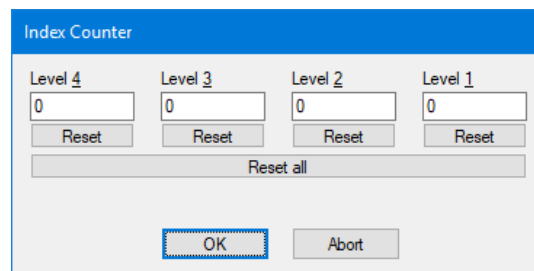 Index Counter
Level 4 Level 3 Level 2 Level 1
0 0 0 0
Reset Reset Reset Reset
Reset all
OK Abort